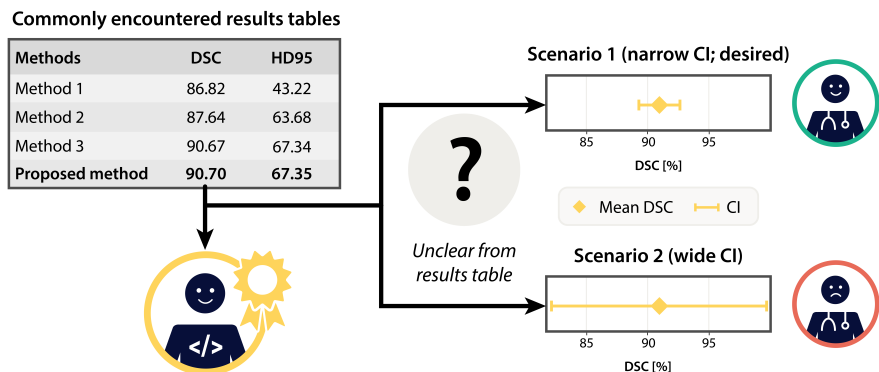 Commonly encountered results tables
Methods DSC HD95
Method 1 86.82 43.22
Method 2 87.64 63.68
Method 3 90.67 67.34
Proposed method 90.70 67.35
?
Unclear from
results table
</>
Scenario 1 (narrow CI; desired)
85 90 95
DSC [%]
Mean DSC CI
Scenario 2 (wide CI)
85 90 95
DSC [%]